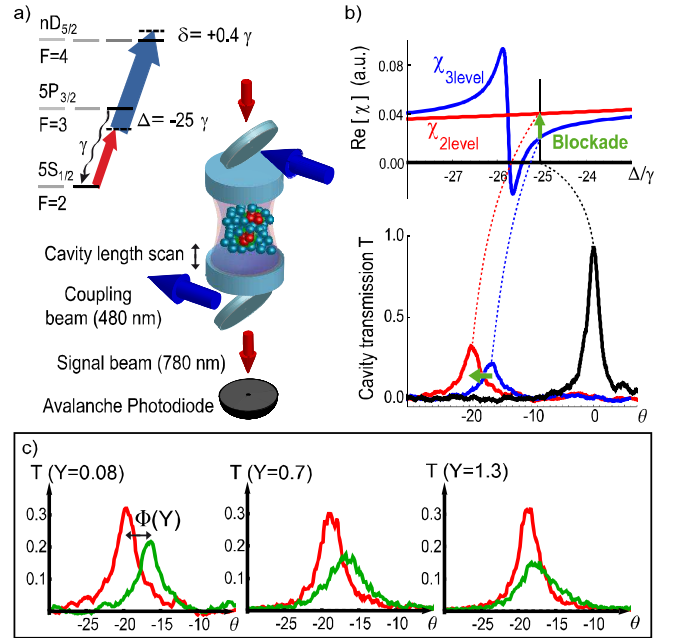 a)
nD5/2
δ= +0.4 γ
F=4
5P3/2
F=3
Δ= -25 γ
γ
5S1/2
F=2
Cavity length scan
Coupling
beam (480 nm)
Signal beam (780 nm)
Avalanche Photodiode
b)
Re [ χ ] (a.u.)
0.08
0.04
0.00
χ3level
χ2level
Blockade
-27
-26
-25
-24
Δ/γ
Cavity transmission T
1.0
0.5
0.0
-20
-10
0
θ
c)
T (Y=0.08)
0.3
0.2
0.1
Φ(Y)
-25
-20
-15
-10
-5
θ
T (Y=0.7)
0.3
0.2
0.1
-25
-20
-15
-10
-5
θ
T (Y=1.3)
0.3
0.2
0.1
-25
-20
-15
-10
-5
θ